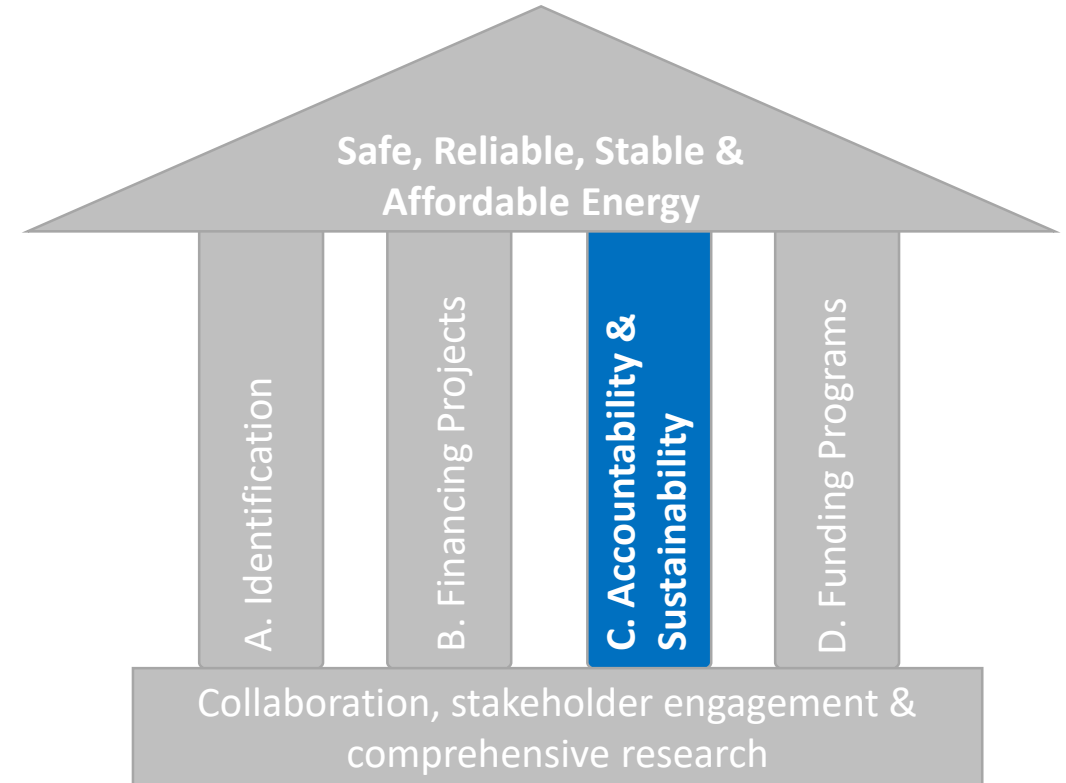 Safe, Reliable, Stable &
Affordable Energy
A. Identification
B. Financing Projects
C. Accountability &
Sustainability
D. Funding Programs
Collaboration, stakeholder engagement &
comprehensive research